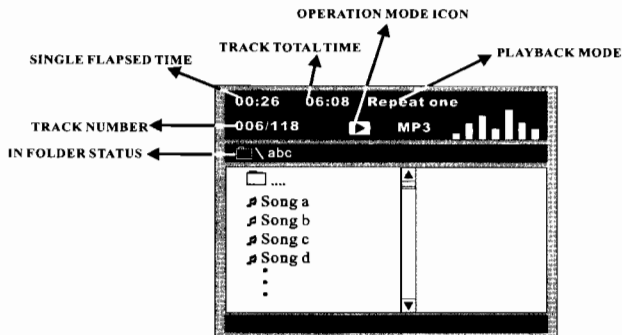 OPERATION MODE ICON
TRACK TOTAL TIME
SINGLE FLAPSED TIME
PLAYBACK MODE
00:26 06:08 Repeat one
TRACK NUMBER
006/118 MP3
IN FOLDER STATUS
\ abc
....
Song a
Song b
Song c
Song d